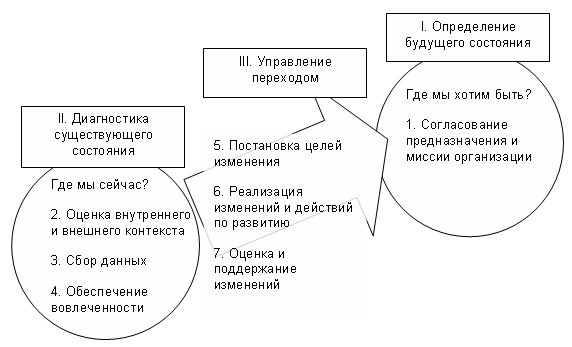 I. Определение
будущего состояния
Где мы хотим быть?
1. Согласование
предназначения и
миссии организации
II. Диагностика
существующего
состояния
Где мы сейчас?
2. Оценка внутреннего
и внешнего контекста
3. Сбор данных
4. Обеспечение
вовлеченности
III. Управление
переходом
5. Постановка целей
изменения
6. Реализация
изменений и действий
по развитию
7. Оценка и
поддержание
изменений